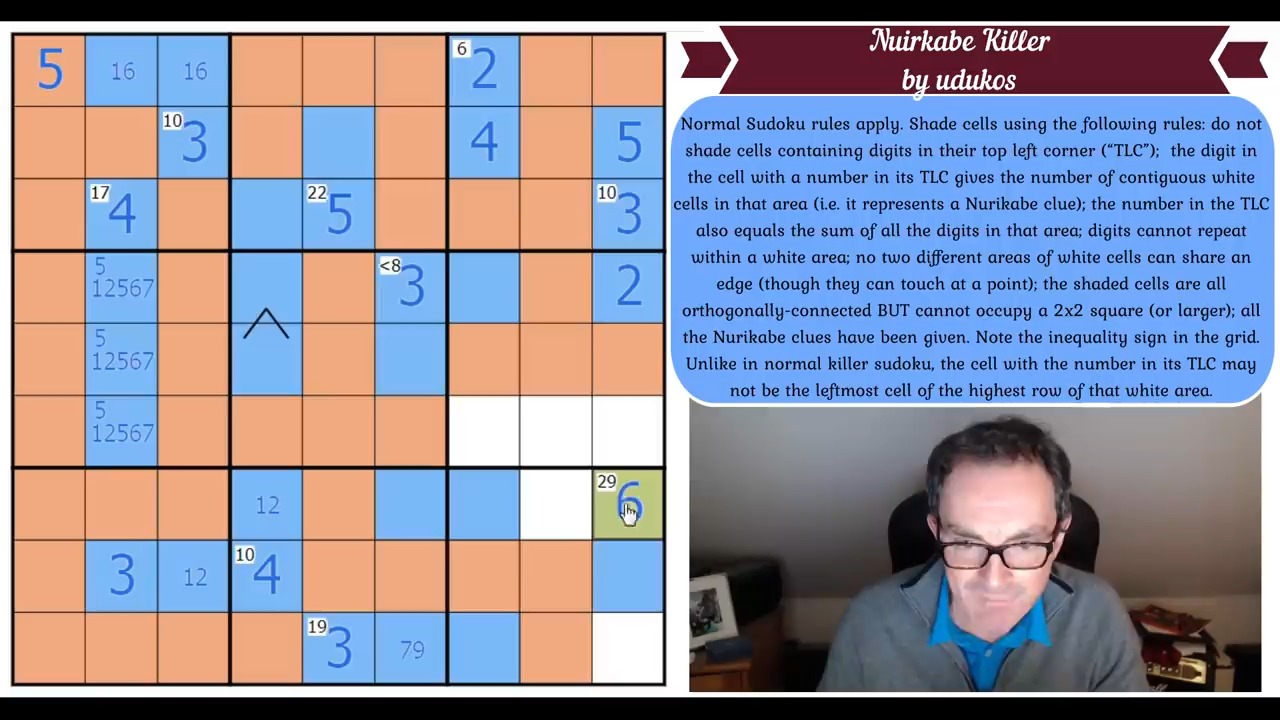 Nuirkabe Killer
by udukos
Normal Sudoku rules apply. Shade cells using the following rules: do not
shade cells containing digits in their top left corner (“TLC”); the digit in
the cell with a number in its TLC gives the number of contiguous white
cells in that area (i.e. it represents a Nurikabe clue); the number in the TLC
also equals the sum of all the digits in that area; digits cannot repeat
within a white area; no two different areas of white cells can share an
edge (though they can touch at a point); the shaded cells are all
orthogonally-connected BUT cannot occupy a 2x2 square (or larger); all
the Nurikabe clues have been given. Note the inequality sign in the grid.
Unlike in normal killer sudoku, the cell with the number in its TLC may
not be the leftmost cell of the highest row of that white area.
5 16 16 6 2
10 3 4 5
17 4 22 5 10 3
5
12567 <8 3 2
5
12567
5
12567
12 29 6
3 12 10 4
19 3 79